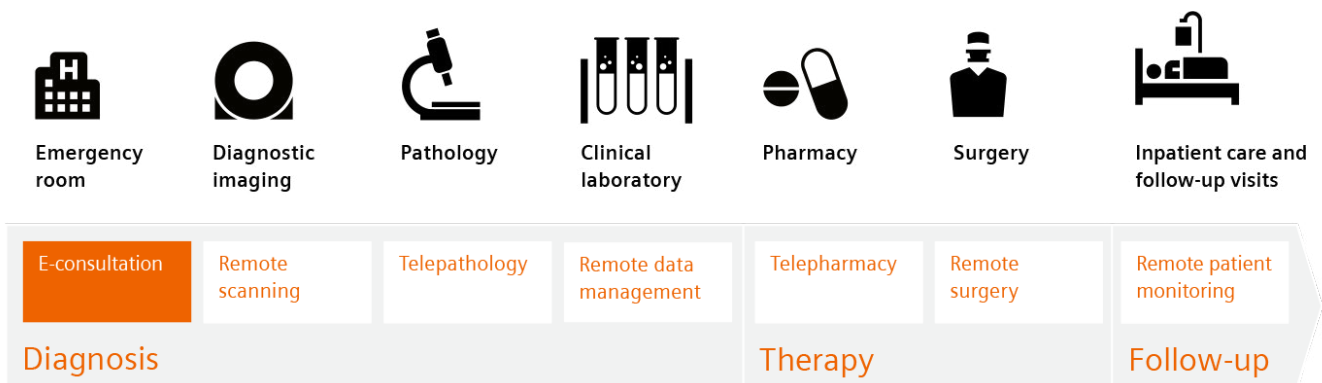 H
Emergency
room
Diagnostic
imaging
Pathology
Clinical
laboratory
Pharmacy
Surgery
Inpatient care and
follow-up visits
E-consultation
Remote
scanning
Telepathology
Remote data
management
Telepharmacy
Remote
surgery
Remote patient
monitoring
Diagnosis
Therapy
Follow-up